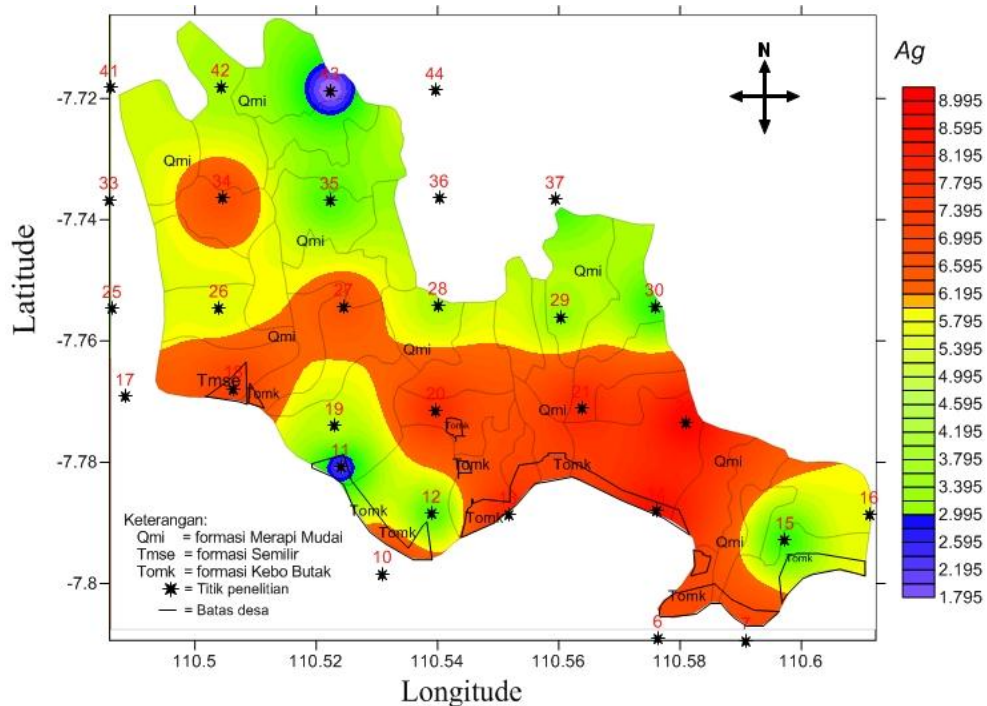 N
Ag
41
42
43
44
-7.72
Qmi
Qmi
33
34
35
36
37
-7.74
Qmi
Qmi
25
26
27
28
29
30
-7.76
Qmi
Qmi
17
18
Tmse
Tomk
19
20
21
Qmi
Tomk
-7.78
11
Tomk
Tomk
Qmi
12
Tomk
Tomk
Tomk
15
16
Qmi
Tomk
10
-7.8
Tomk
6
7
Keterangan:
Qmi = formasi Merapi Mudai
Tmse = formasi Semilir
Tomk = formasi Kebo Butak
= Titik penelitian
= Batas desa
110.5 110.52 110.54 110.56 110.58 110.6
Longitude
Latitude
8.995
8.595
8.195
7.795
7.395
6.995
6.595
6.195
5.795
5.395
4.995
4.595
4.195
3.795
3.395
2.995
2.595
2.195
1.795